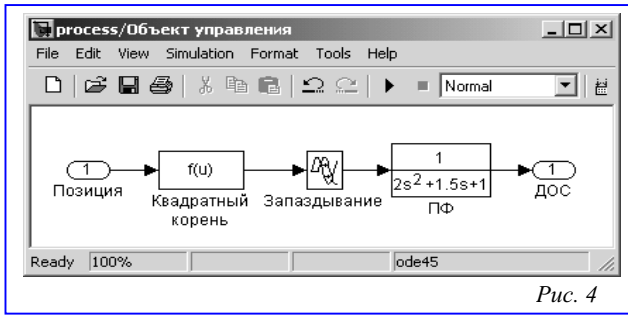 process/Объект управления
File Edit View Simulation Format Tools Help
Normal
1
Позиция
f(u)
Квадратный
корень
Запаздывание
1
2s²+1.5s+1
ПФ
1
ДОС
Ready 100% ode45
Рис. 4